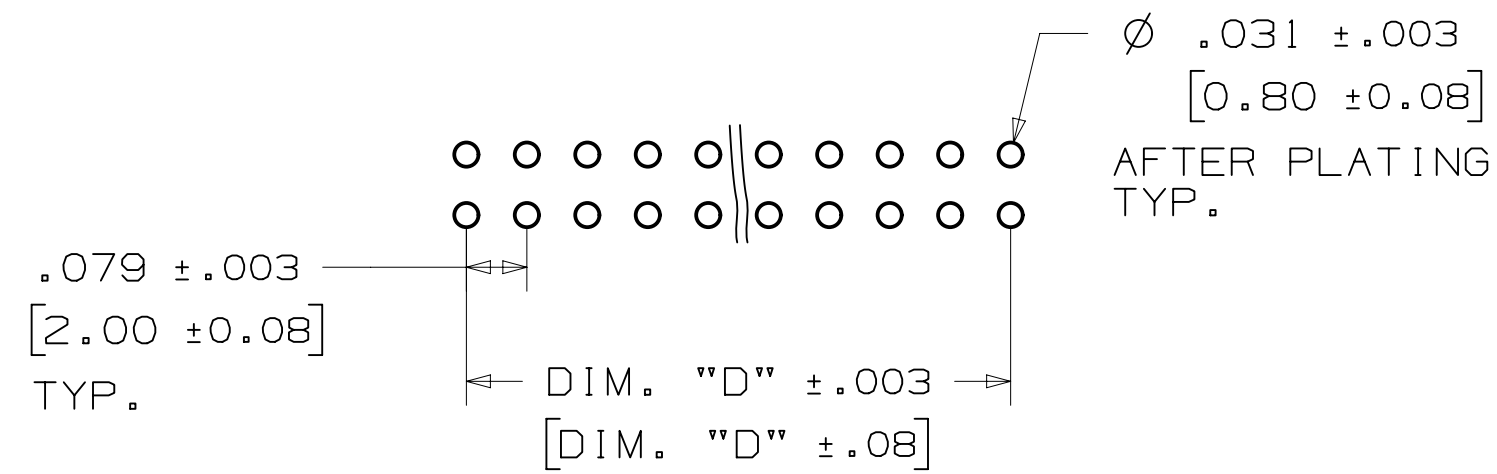 Ø .031 ±.003
[0.80 ±0.08]
AFTER PLATING
TYP.
.079 ±.003
[2.00 ±0.08]
TYP.
DIM. "D" ±.003
[DIM. "D" ±.08]